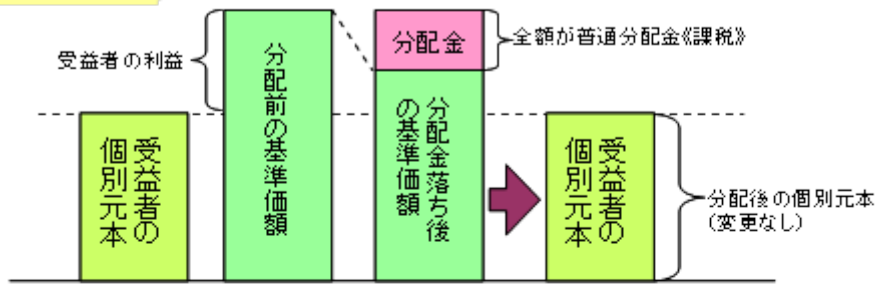 受益者の利益
分配前の基準価額
分配金
全額が普通分配金《課税》
分配金落ち後
の基準価額
受益者の
個別元本
受益者の
個別元本
分配後の個別元本
(変更なし)